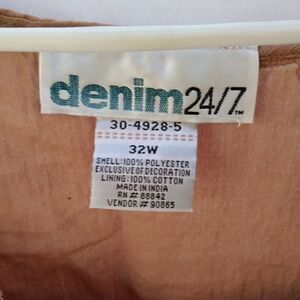 denim24/7™
30-4928-5
32W
SHELL:100% POLYESTER
EXCLUSIVE OF DECORATION
LINING:100% COTTON
MADE IN INDIA
RN# 88842
VENDOR# 90865